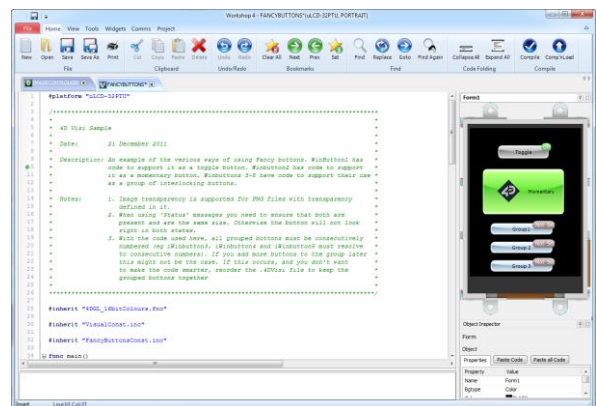 Workshop 4 - FANCYBUTTONS*(uLCD-32PTU, PORTRAIT)
File Home View Tools Widgets Comms Project
New Open Save Save As Print Cut Copy Paste Delete Undo Redo Clear All Next Prev Set Find Replace Goto Find Again Collapse All Expand All Compile Comp'nLoad
File Clipboard Undo/Redo Bookmarks Find Code Folding Compile
FANCYBUTTONS*
#platform "uLCD-32PTU"
4D Visi Sample
Date: 21 December 2011
Description: An example of the various ways of using Fancy buttons. WinButton1 has
code to support it as a toggle button. Winbutton2 has code to support
it as a momentary button. Winbuttons 3-5 have code to support their use
as a group of interlocking buttons.
Notes: 1. Image transparency is supported for PNG files with transparency
defined in it.
2. When using 'Status' messages you need to ensure that both are
present and are the same size. Otherwise the button will not look
right in both states.
3. With the code used here, all grouped buttons must be consecutively
numbered (eg iWinbutton3, iWinbutton4 and iWinbutton5 must resolve
to consecutive numbers). If you add more buttons to the group later
this might not be the case. If this occurs, and you don't want
to make the code smarter, reorder the .4DVisi file to keep the
grouped buttons together
#inherit "4DGL_16bitColours.fnc"
#inherit "VisualConst.inc"
#inherit "FancyButtonsConst.inc"
func main()
Form1
Toggle
4D Momentary
Group1
Group 2
Group 3
Object Inspector
Form
Object
Properties Paste Code Paste all Code
Property Value
Name Form1
Bgtype Color
Insert Line10 Col:37